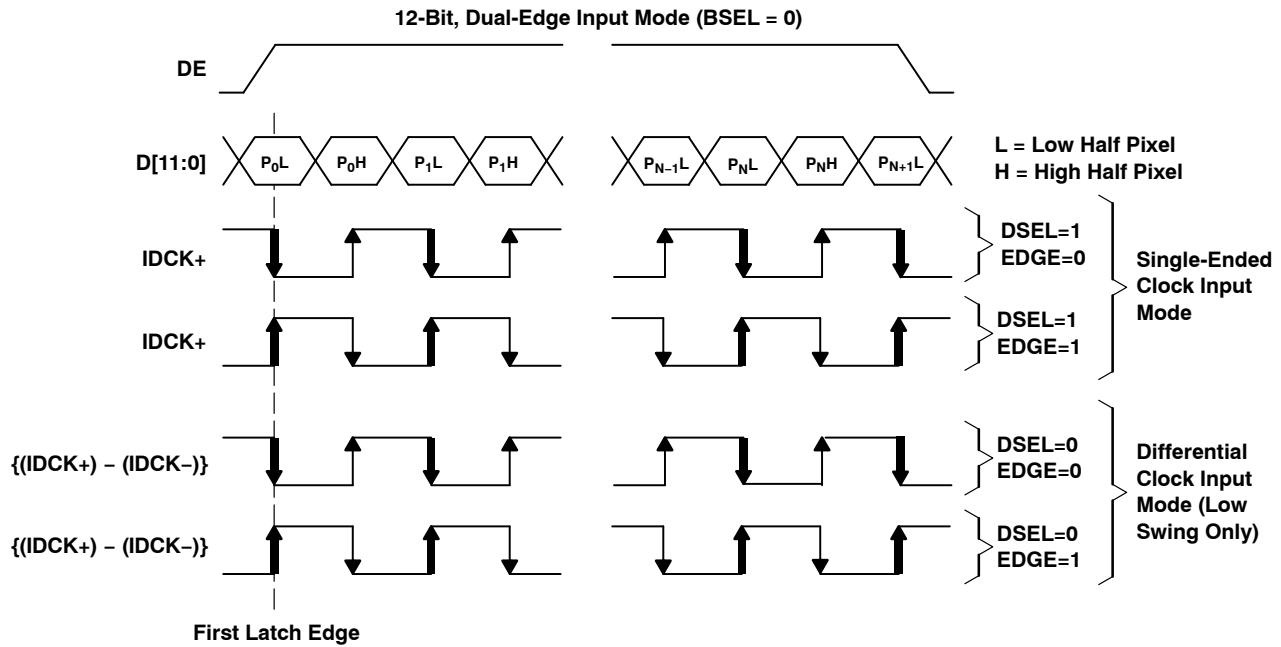 12-Bit, Dual-Edge Input Mode (BSEL = 0)
DE
D[11:0]
P0L
P0H
P1L
P1H
PN−1L
PNL
PNH
PN+1L
L = Low Half Pixel
H = High Half Pixel
IDCK+
DSEL=1
EDGE=0
IDCK+
DSEL=1
EDGE=1
Single-Ended
Clock Input
Mode
{(IDCK+) − (IDCK−)}
DSEL=0
EDGE=0
{(IDCK+) − (IDCK−)}
DSEL=0
EDGE=1
Differential
Clock Input
Mode (Low
Swing Only)
First Latch Edge